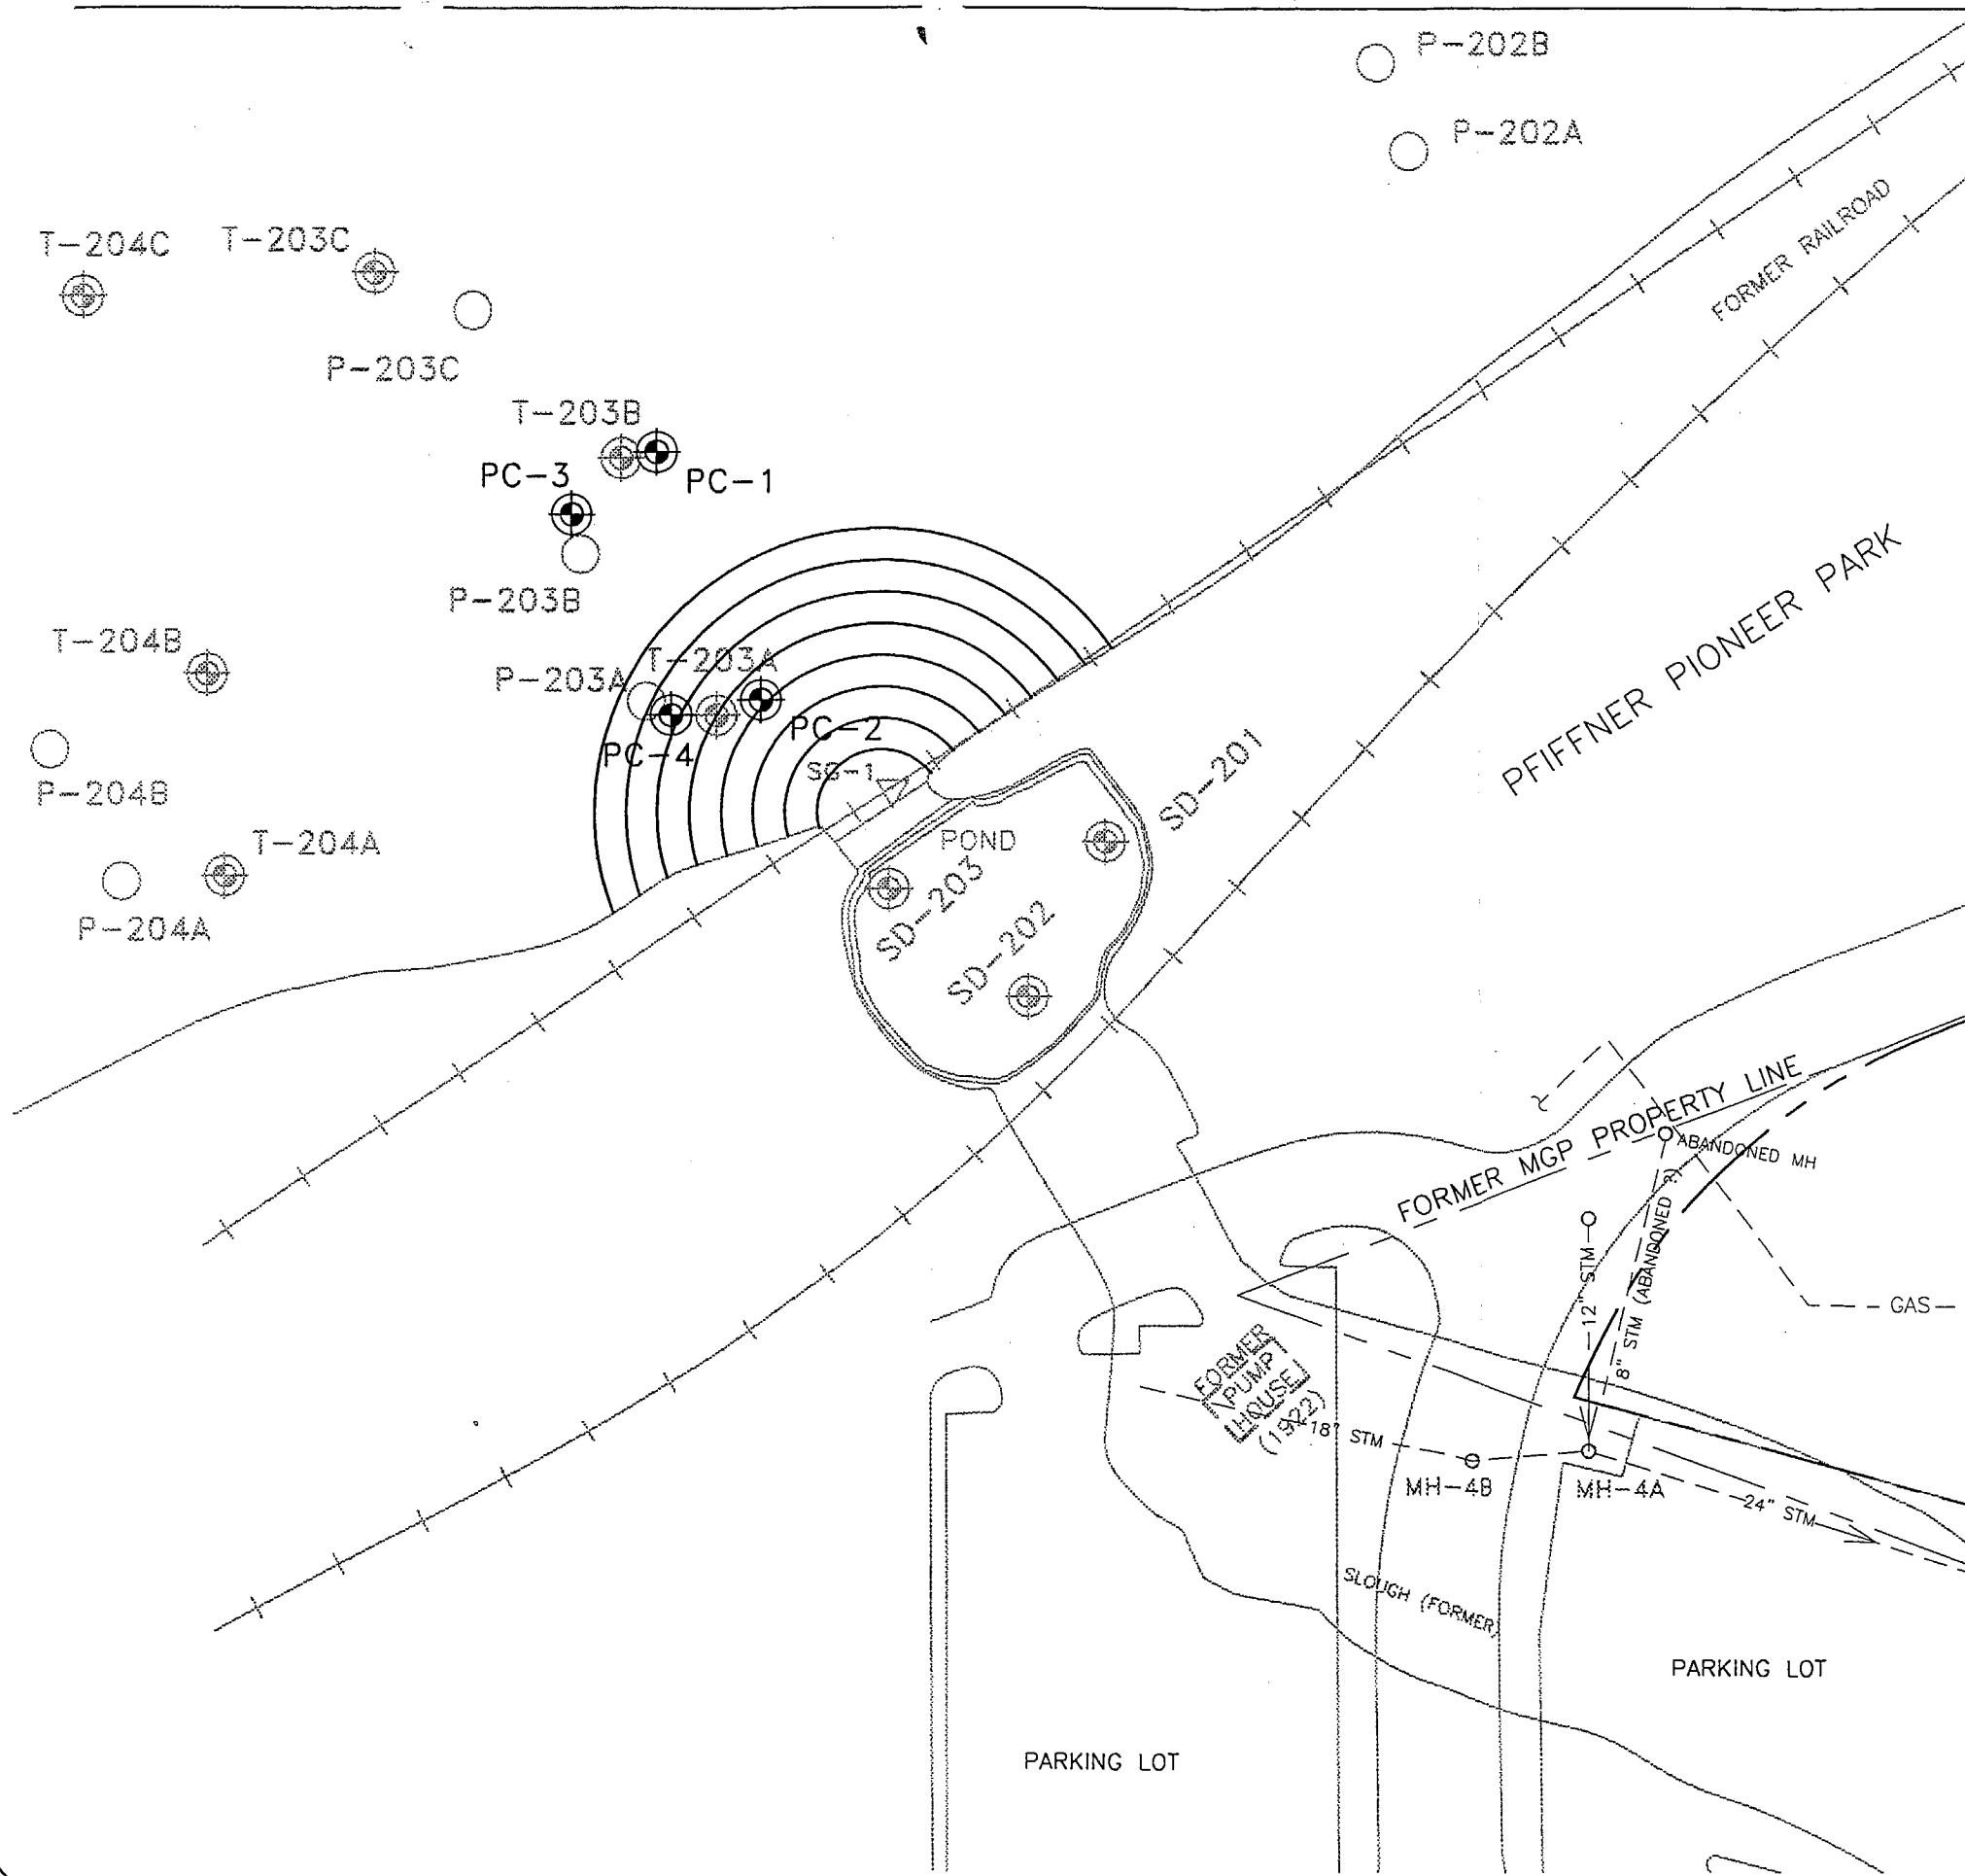 P-202B
P-202A
T-204C
T-203C
FORMER RAILROAD
P-203C
T-203B
PC-3
PC-1
P-203B
PFIFFNER PIONEER PARK
T-204B
T-203A
P-203A
PC-2
PC-4
SG-1
SD-201
P-204B
POND
T-204A
SD-203
P-204A
SD-202
FORMER MGP PROPERTY LINE
ABANDONED MH
12" STM
8" STM (ABANDONED ?)
GAS
FORMER
PUMP
HOUSE
(1922)
18" STM
MH-4B
MH-4A
24" STM
SLOUGH (FORMER)
PARKING LOT
PARKING LOT